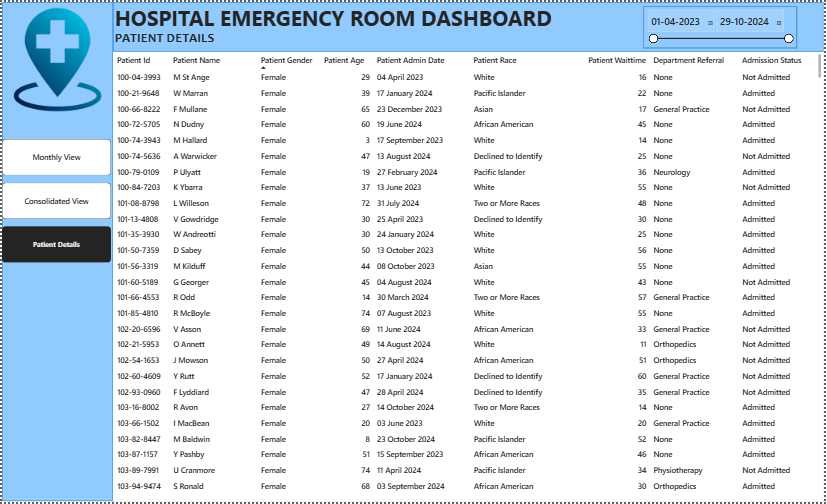 HOSPITAL EMERGENCY ROOM DASHBOARD
PATIENT DETAILS
01-04-2023 29-10-2024
Monthly View
Consolidated View
Patient Details
Patient Id Patient Name Patient Gender Patient Age Patient Admin Date Patient Race Patient Waittime Department Referral Admission Status
100-04-3993 M St Ange Female 29 04 April 2023 White 16 None Not Admitted
100-21-9648 W Marran Female 39 17 January 2024 Pacific Islander 22 None Admitted
100-66-8222 F Mullane Female 65 23 December 2023 Asian 17 General Practice Not Admitted
100-72-5705 N Dudny Female 60 19 June 2024 African American 45 None Admitted
100-74-3943 M Hallard Female 3 17 September 2023 White 14 None Admitted
100-74-5636 A Warwicker Female 47 13 August 2024 Declined to Identify 25 None Not Admitted
100-79-0109 P Ulyatt Female 19 27 February 2024 Pacific Islander 36 Neurology Admitted
100-84-7203 K Ybarra Female 37 13 June 2023 White 55 None Not Admitted
101-08-8798 L Willeson Female 72 31 July 2024 Two or More Races 48 None Admitted
101-13-4808 V Gowdridge Female 30 25 April 2023 Declined to Identify 30 None Admitted
101-35-3930 W Andreotti Female 30 24 January 2024 White 25 None Admitted
101-50-7359 D Sabey Female 50 13 October 2023 White 56 None Admitted
101-56-3319 M Kilduff Female 44 08 October 2023 Asian 55 None Admitted
101-60-5189 G Georger Female 45 04 August 2024 White 43 None Not Admitted
101-66-4553 R Odd Female 14 30 March 2024 Two or More Races 57 General Practice Admitted
101-85-4810 R McBoyle Female 74 07 August 2023 White 55 None Admitted
102-20-6596 V Asson Female 69 11 June 2024 African American 33 General Practice Not Admitted
102-21-5953 O Annett Female 49 14 August 2024 White 11 Orthopedics Not Admitted
102-54-1653 J Mowson Female 50 27 April 2024 African American 51 Orthopedics Not Admitted
102-60-4609 Y Rutt Female 52 17 January 2024 Declined to Identify 60 General Practice Not Admitted
102-93-0960 F Lyddiard Female 47 28 April 2024 Declined to Identify 35 General Practice Not Admitted
103-16-8002 R Avon Female 27 14 October 2024 Two or More Races 14 None Admitted
103-66-1502 I MacBean Female 20 03 June 2023 White 20 General Practice Admitted
103-82-8447 M Baldwin Female 8 23 October 2024 Pacific Islander 52 None Admitted
103-87-1157 Y Pashby Female 51 15 September 2023 African American 46 None Admitted
103-89-7991 U Cranmore Female 74 11 April 2024 Pacific Islander 34 Physiotherapy Not Admitted
103-94-9474 S Ronald Female 68 03 September 2024 African American 30 Orthopedics Admitted